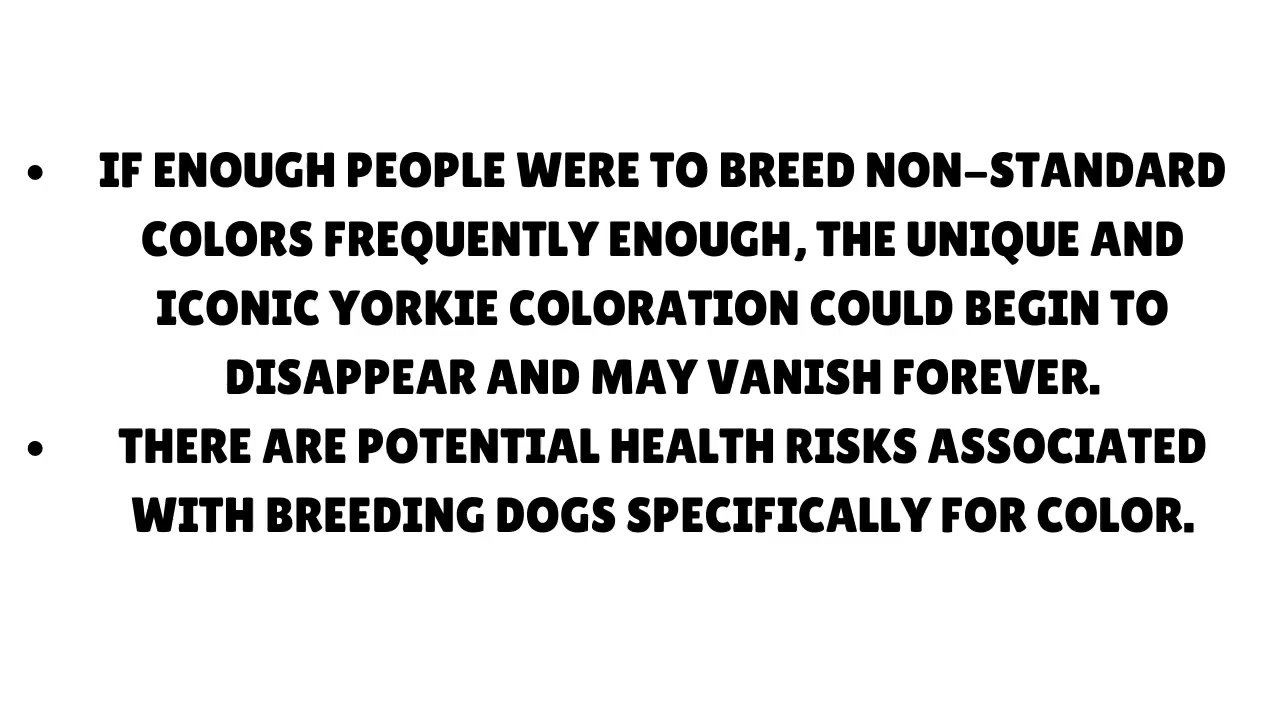 • IF ENOUGH PEOPLE WERE TO BREED NON-STANDARD
COLORS FREQUENTLY ENOUGH, THE UNIQUE AND
ICONIC YORKIE COLORATION COULD BEGIN TO
DISAPPEAR AND MAY VANISH FOREVER.
• THERE ARE POTENTIAL HEALTH RISKS ASSOCIATED
WITH BREEDING DOGS SPECIFICALLY FOR COLOR.